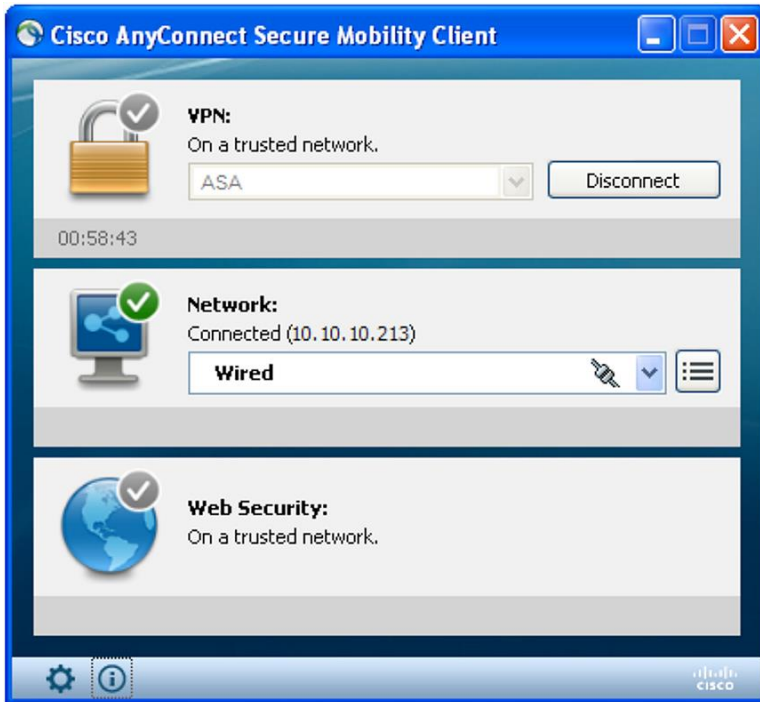 Cisco AnyConnect Secure Mobility Client
VPN:
On a trusted network.
ASA
Disconnect
00:58:43
Network:
Connected (10.10.10.213)
Wired
Web Security:
On a trusted network.
CISCO